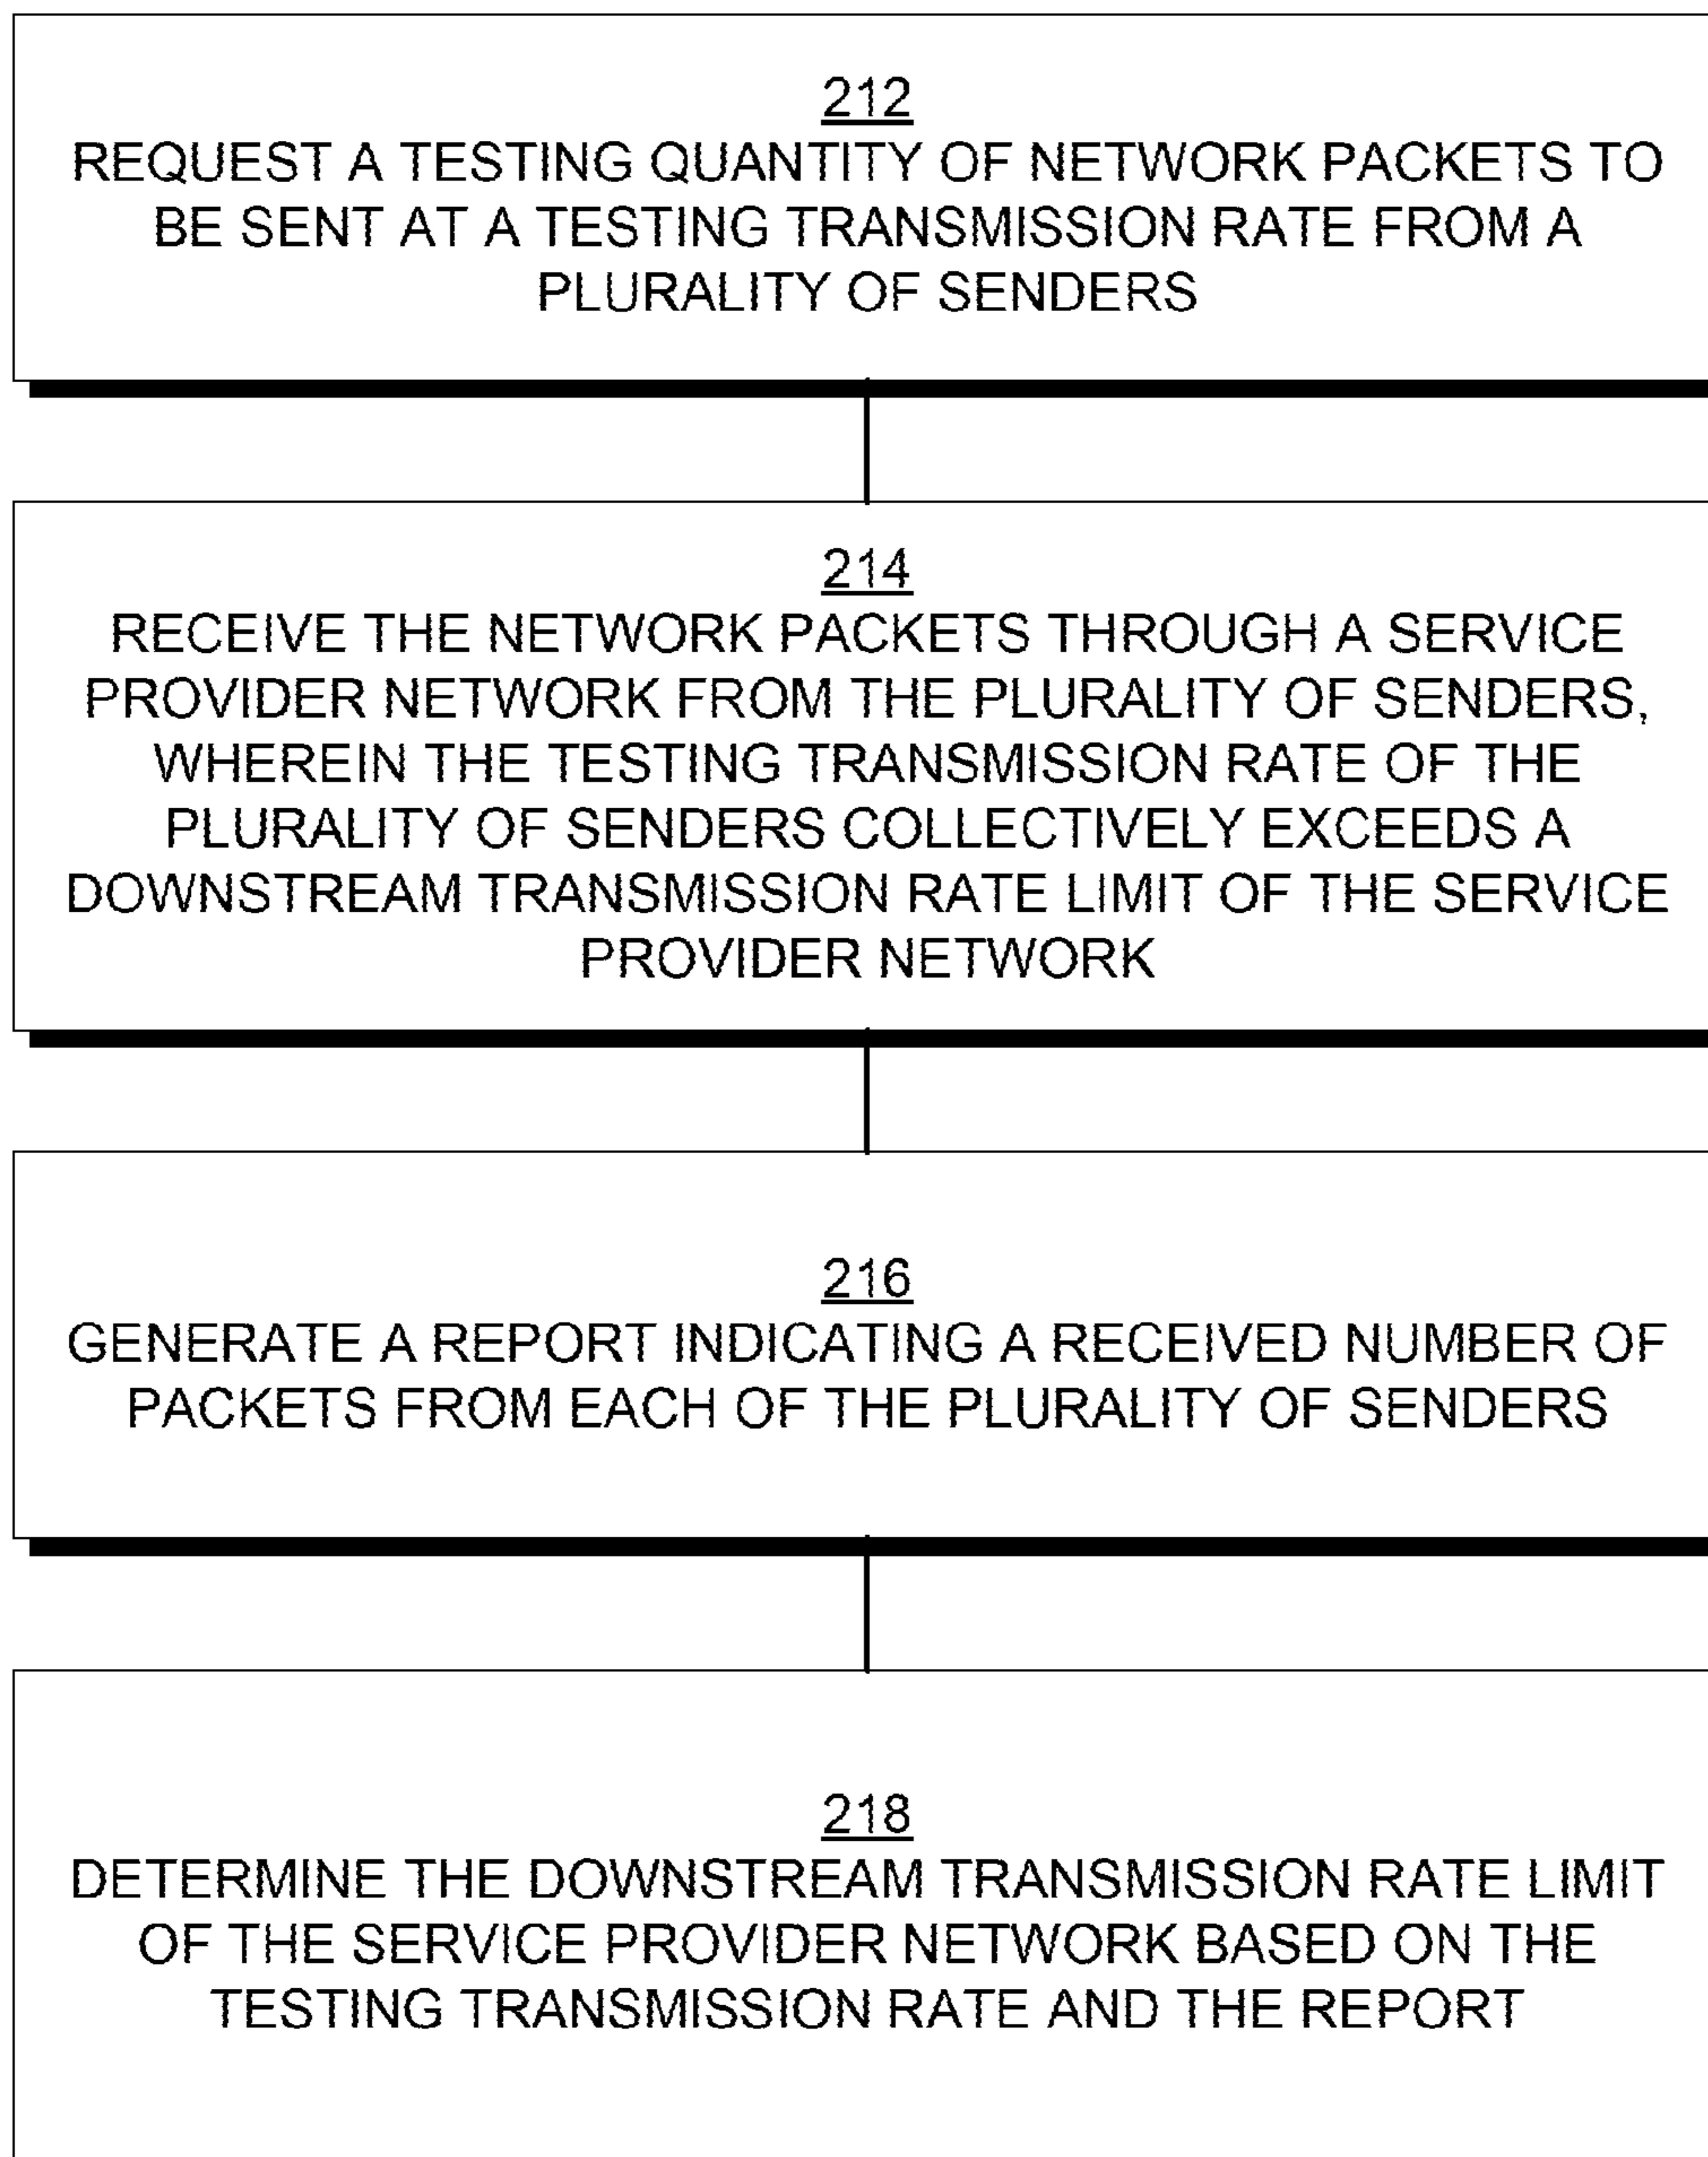 212
REQUEST A TESTING QUANTITY OF NETWORK PACKETS TO
BE SENT AT A TESTING TRANSMISSION RATE FROM A
PLURALITY OF SENDERS
214
RECEIVE THE NETWORK PACKETS THROUGH A SERVICE
PROVIDER NETWORK FROM THE PLURALITY OF SENDERS,
WHEREIN THE TESTING TRANSMISSION RATE OF THE
PLURALITY OF SENDERS COLLECTIVELY EXCEEDS A
DOWNSTREAM TRANSMISSION RATE LIMIT OF THE SERVICE
PROVIDER NETWORK
216
GENERATE A REPORT INDICATING A RECEIVED NUMBER OF
PACKETS FROM EACH OF THE PLURALITY OF SENDERS
218
DETERMINE THE DOWNSTREAM TRANSMISSION RATE LIMIT
OF THE SERVICE PROVIDER NETWORK BASED ON THE
TESTING TRANSMISSION RATE AND THE REPORT